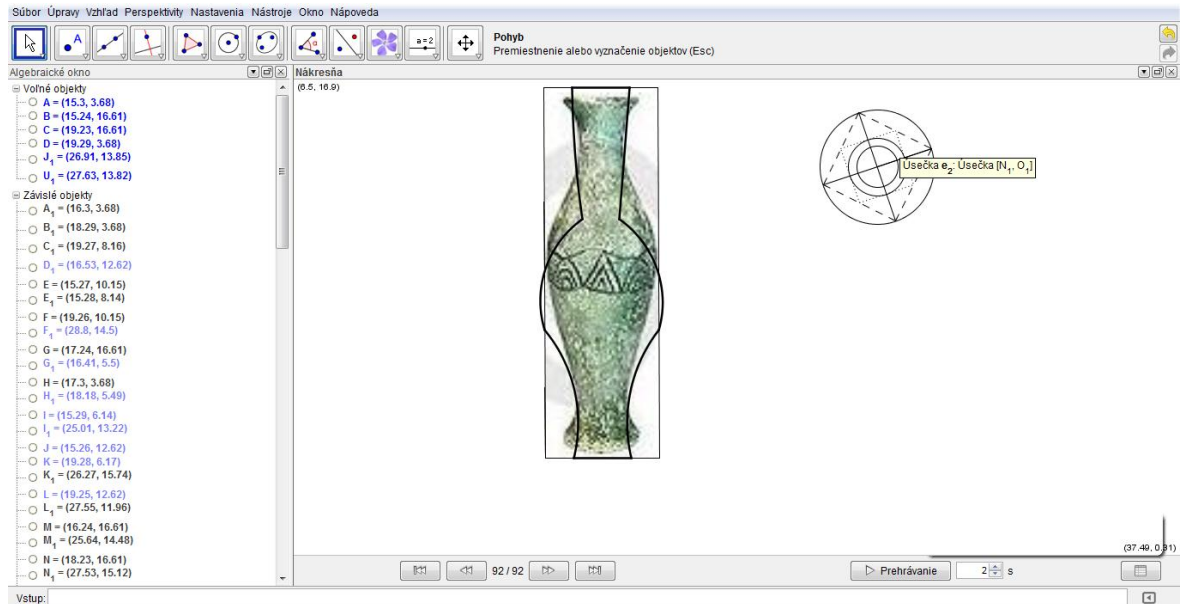 Súbor Úpravy Vzhľad Perspektivity Nastavenia Nástroje Okno Nápoveda
A
a=2
Pohyb
Premiestnenie alebo vyznačenie objektov (Esc)
Algebraické okno
Nákresňa
Voľné objekty
A = (15.3, 3.68)
B = (15.24, 16.61)
C = (19.23, 16.61)
D = (19.29, 3.68)
J₁ = (26.91, 13.85)
U₁ = (27.63, 13.82)
Závislé objekty
A₁ = (16.3, 3.68)
B₁ = (18.29, 3.68)
C₁ = (19.27, 8.16)
D₁ = (16.53, 12.62)
E = (15.27, 10.15)
E₁ = (15.28, 8.14)
F = (19.26, 10.15)
F₁ = (28.8, 14.5)
G = (17.24, 16.61)
G₁ = (16.41, 5.5)
H = (17.3, 3.68)
H₁ = (18.18, 5.49)
I = (15.29, 6.14)
I₁ = (25.01, 13.22)
J = (15.26, 12.62)
K = (19.28, 6.17)
K₁ = (26.27, 15.74)
L = (19.25, 12.62)
L₁ = (27.55, 11.96)
M = (16.24, 16.61)
M₁ = (25.64, 14.48)
N = (18.23, 16.61)
N₁ = (27.53, 15.12)
(6.5, 16.9)
Úsečka e₂: Úsečka [N₁, O₁]
(37.49, 0.91)
92 / 92
Prehrávanie
2 s
Vstup: